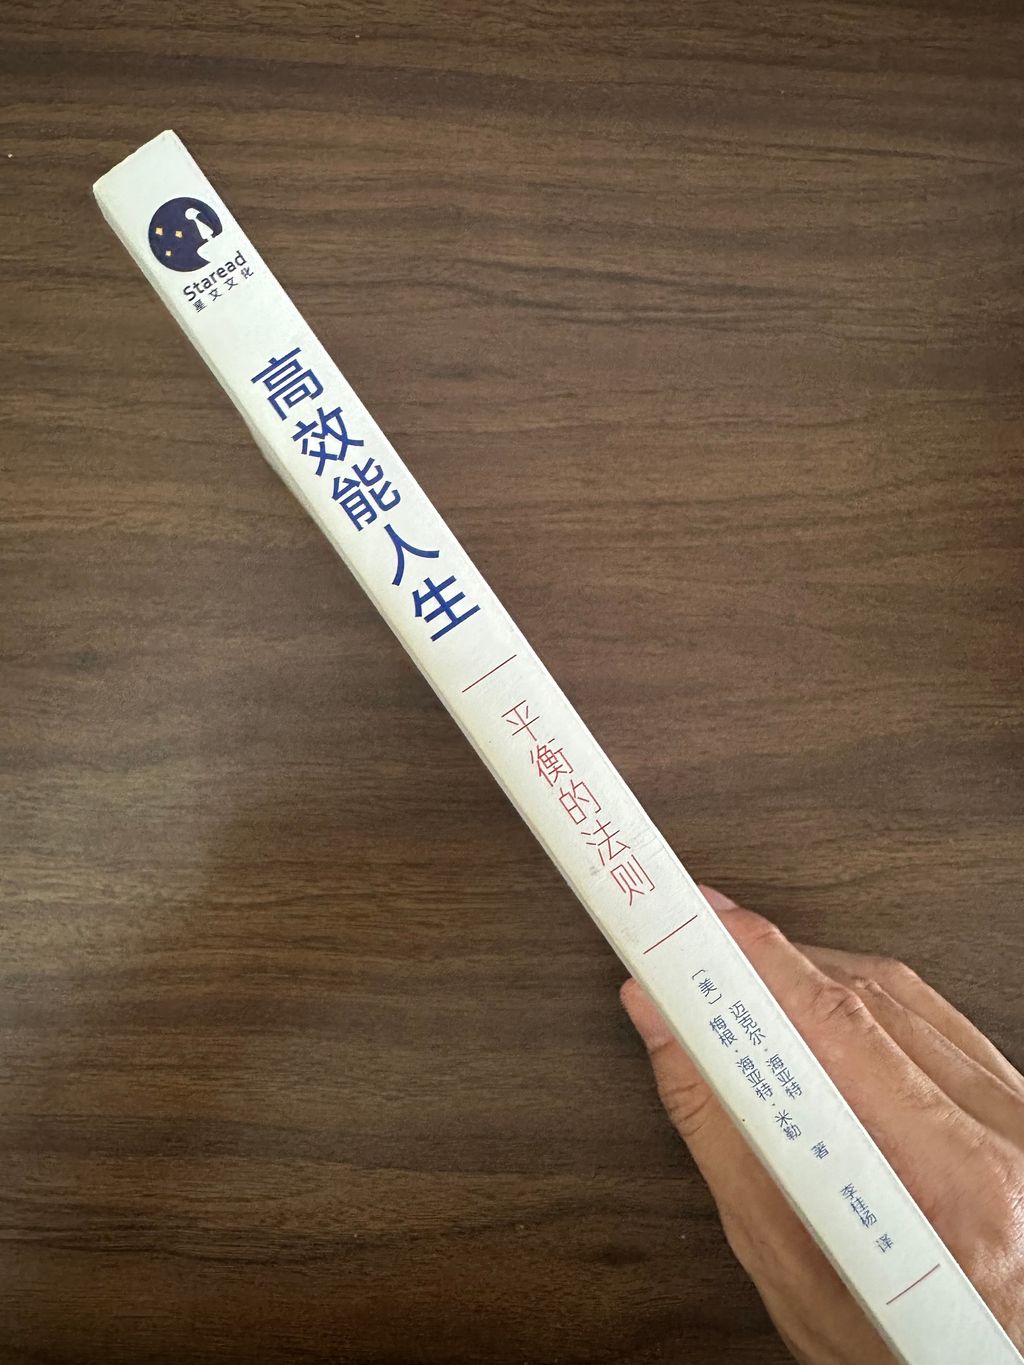 Staread
星文文化
高效能人生
平衡的法则
〔美〕
迈克尔·海亚特
梅根·海亚特·米勒
著
李桂杨 译